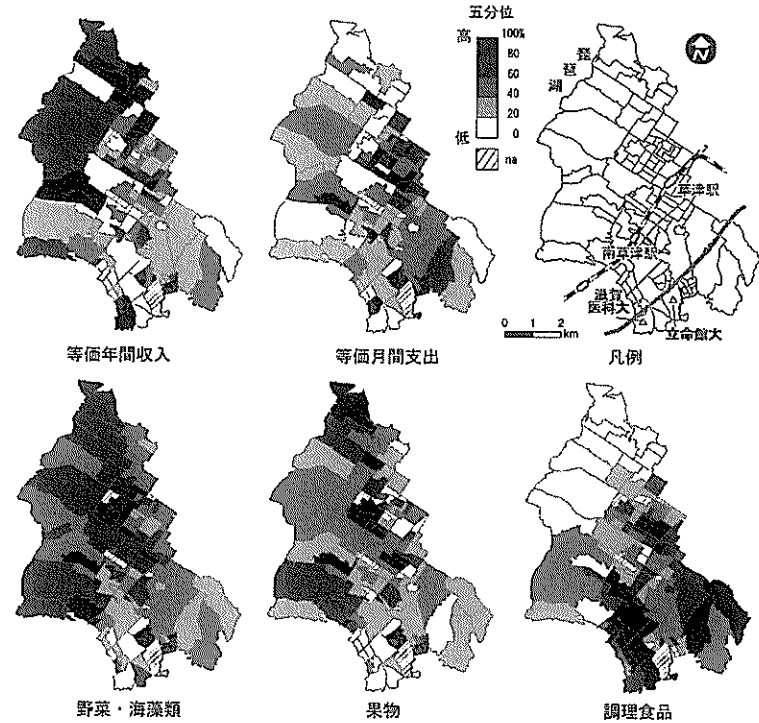 五分位
高
100%
80
60
40
20
0
低
na
琵琶湖
N
草津駅
南草津駅
滋賀医科大
立命館大
0 1 2
km
等価年間収入
等価月間支出
凡例
野菜・海藻類
果物
調理食品